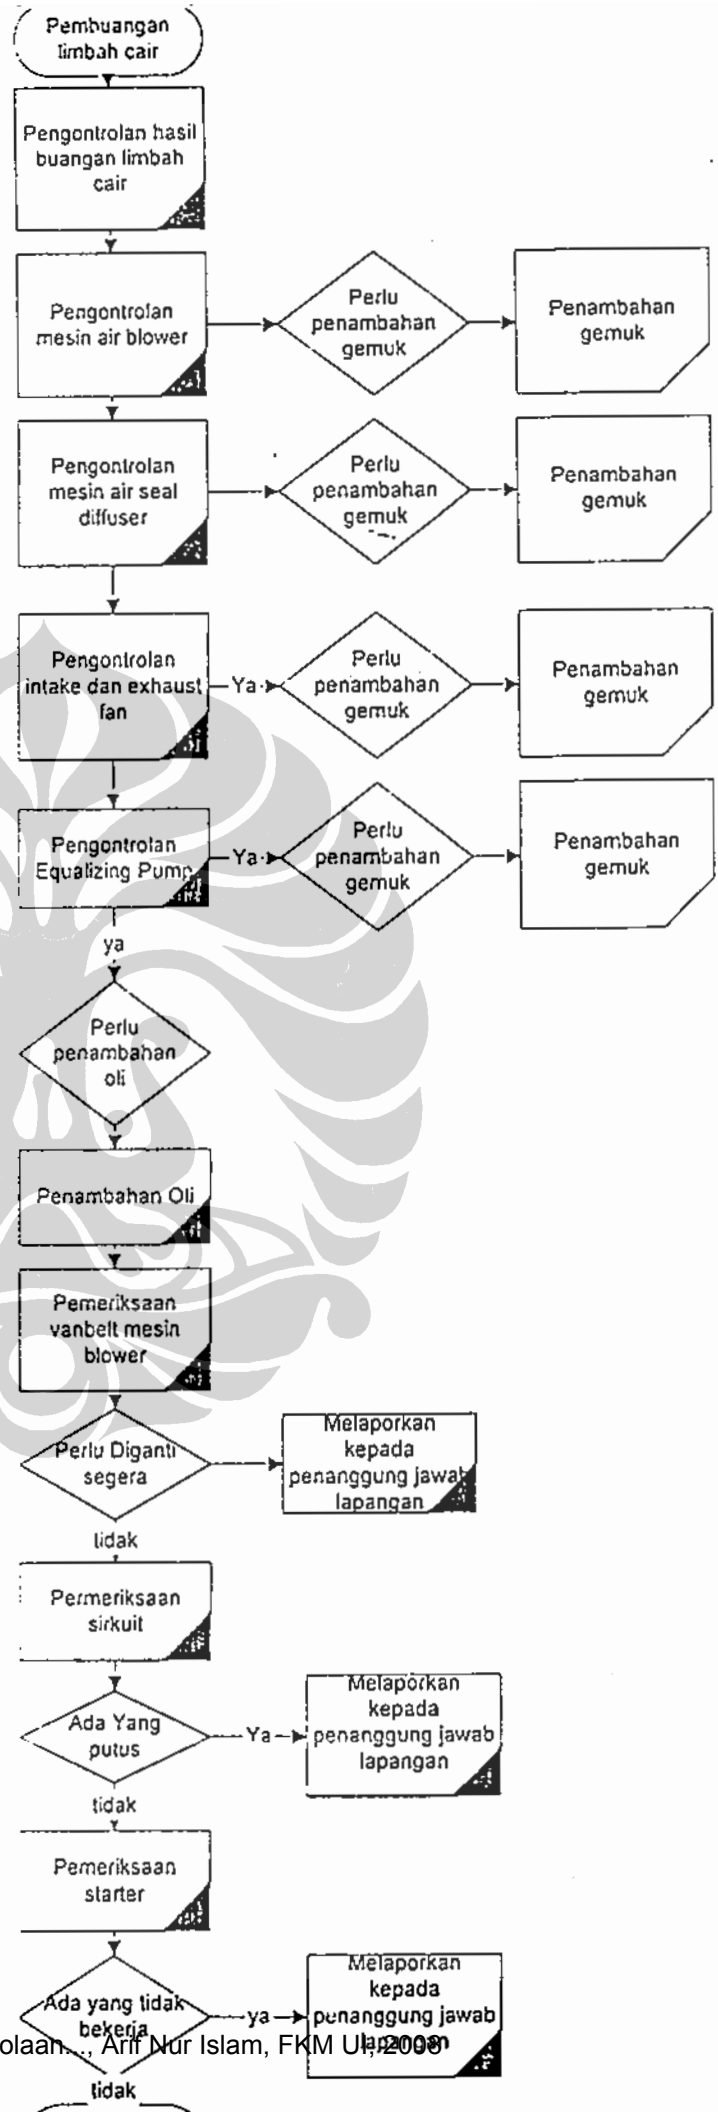 Pembuangan
limbah cair
Pengontrolan hasil
buangan limbah
cair
Pengontrolan
mesin air blower
Perlu
penambahan
gemuk
Penambahan
gemuk
Pengontrolan
mesin air seal
diffuser
Perlu
penambahan
gemuk
Penambahan
gemuk
Pengontrolan
intake dan exhaust
fan
Ya
Perlu
penambahan
gemuk
Penambahan
gemuk
Pengontrolan
Equalizing Pump
Ya
Perlu
penambahan
gemuk
Penambahan
gemuk
ya
Perlu
penambahan
oli
Penambahan Oli
Pemeriksaan
vanbelt mesin
blower
Perlu Diganti
segera
Melaporkan
kepada
penanggung jawab
lapangan
tidak
Permeriksaan
sirkuit
Ada Yang
putus
Ya
Melaporkan
kepada
penanggung jawab
lapangan
tidak
Pemeriksaan
starter
Ada yang tidak
bekerja
ya
Melaporkan
kepada
penanggung jawab
lapangan
olaan..., Arif Nur Islam, FKM UI, 2008
tidak